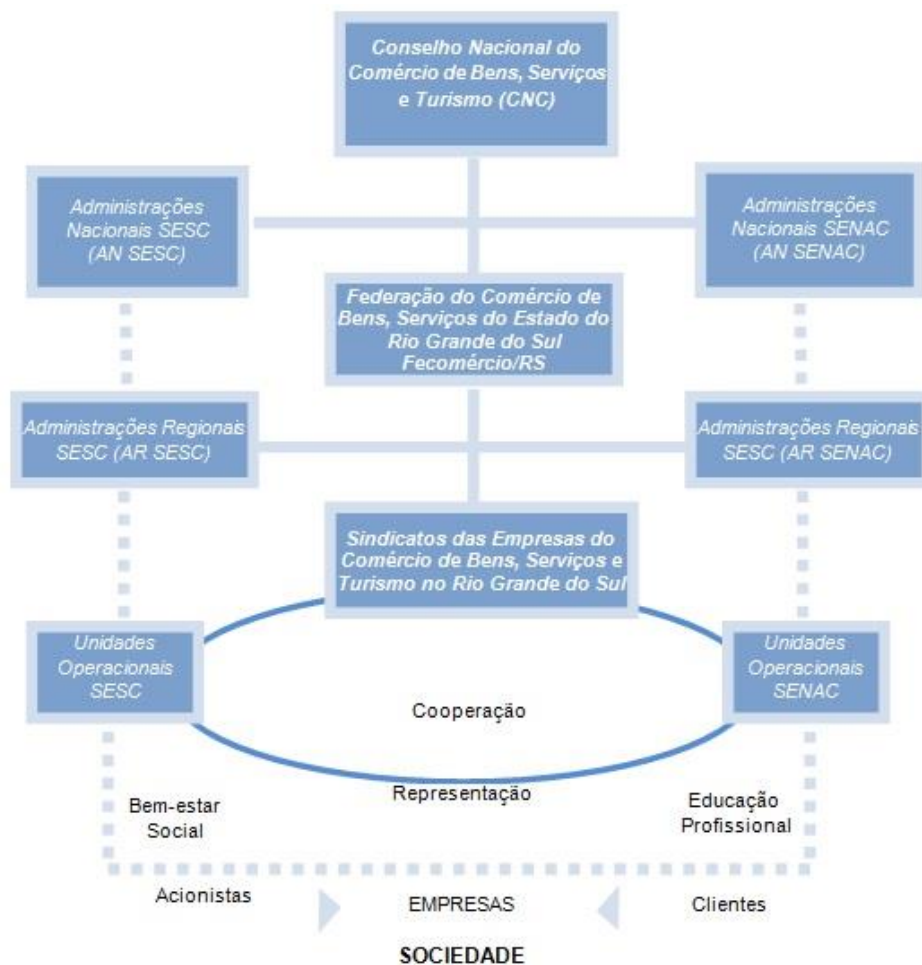 Conselho Nacional do
Comércio de Bens, Serviços
e Turismo (CNC)
Administrações
Nacionais SESC
(AN SESC)
Administrações
Nacionais SENAC
(AN SENAC)
Federação do Comércio de
Bens, Serviços do Estado do
Rio Grande do Sul
Fecomércio/RS
Administrações Regionais
SESC (AR SESC)
Administrações Regionais
SESC (AR SENAC)
Sindicatos das Empresas do
Comércio de Bens, Serviços e
Turismo no Rio Grande do Sul
Unidades
Operacionais
SESC
Unidades
Operacionais
SENAC
Cooperação
Representação
Bem-estar
Social
Educação
Profissional
Acionistas
EMPRESAS
Clientes
SOCIEDADE